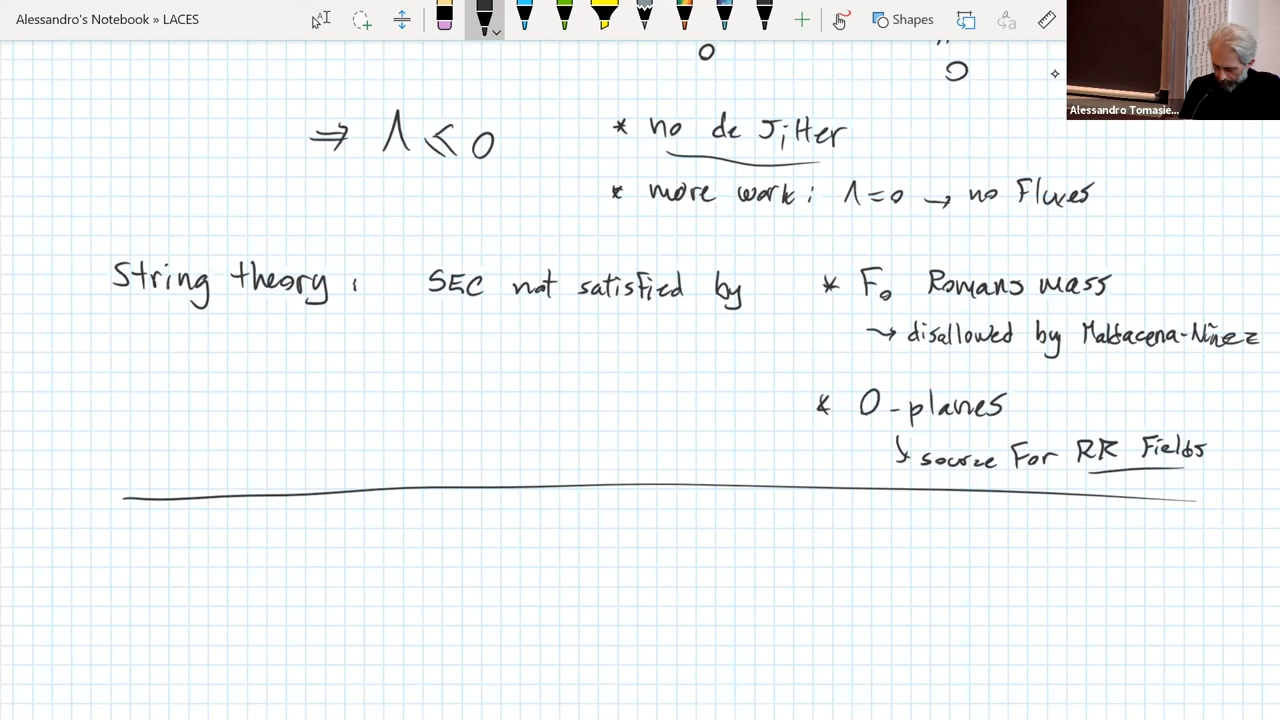 Alessandro's Notebook » LACES
Shapes
Alessandro Tomasie...
0
0
⇒ Λ ⩽ 0
* no de Sitter
* more work: Λ=0 → no Fluxes
String theory: SEC not satisfied by * F₀ Romans mass
⇝ disallowed by Maldacena-Núñez
* O-planes
↳ source For RR Fields